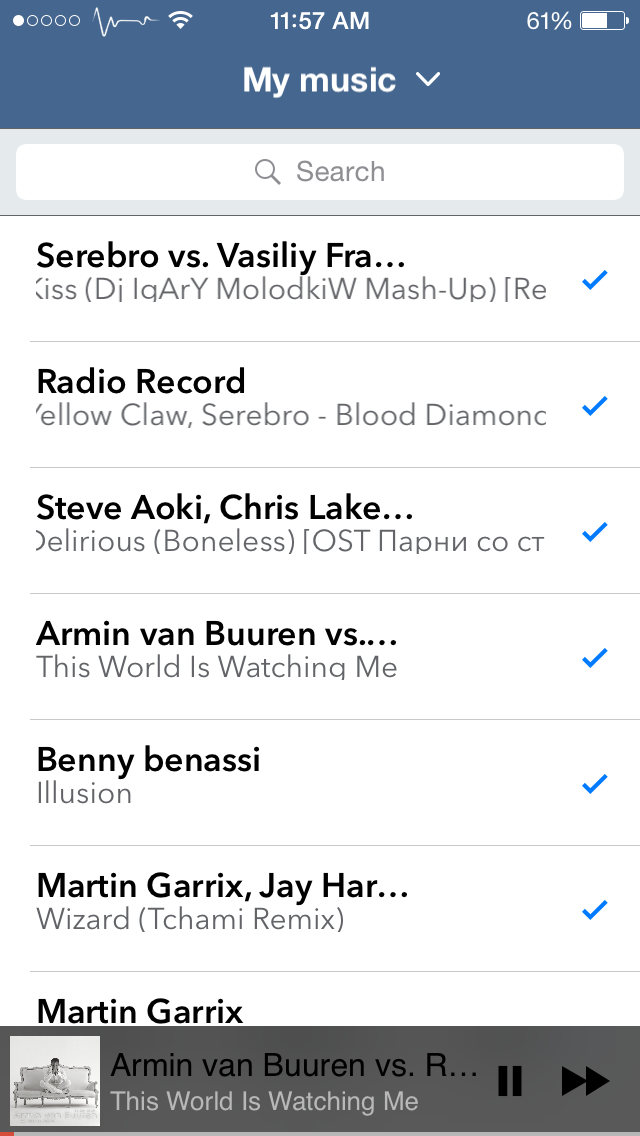 11:57 AM
61%
My music
Search
Serebro vs. Vasiliy Fra…
Kiss (Dj IgArY MolodkiW Mash-Up) [Re
Radio Record
Yellow Claw, Serebro - Blood Diamond
Steve Aoki, Chris Lake…
Delirious (Boneless) [OST Парни со ст
Armin van Buuren vs.…
This World Is Watching Me
Benny benassi
Illusion
Martin Garrix, Jay Har…
Wizard (Tchami Remix)
Martin Garrix
Armin van Buuren vs. R…
This World Is Watching Me